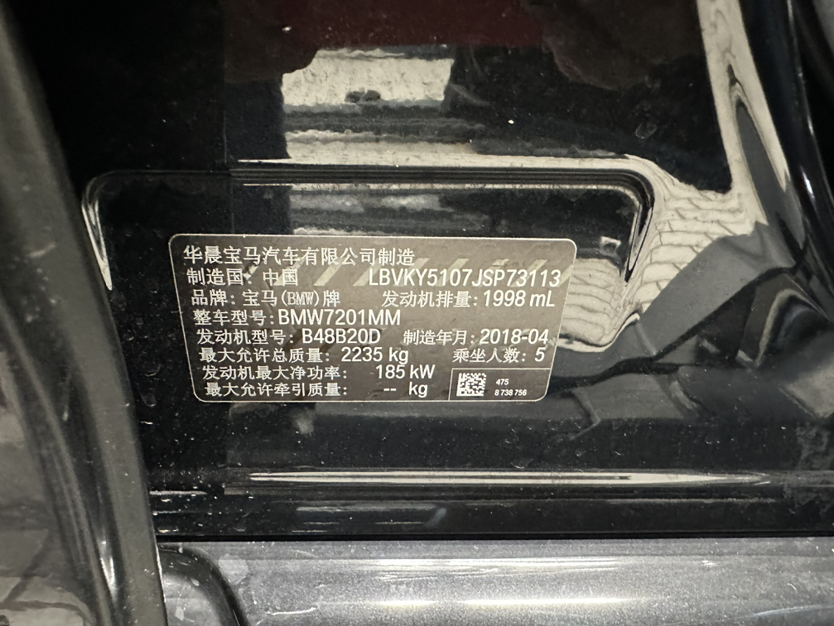 华晨宝马汽车有限公司制造
制造国: 中国 LBVKY5107JSP73113
品牌: 宝马(BMW)牌 发动机排量: 1998 mL
整车型号: BMW7201MM
发动机型号: B48B20D 制造年月: 2018-04
最大允许总质量: 2235 kg 乘坐人数: 5
发动机最大净功率: 185 kW
最大允许牵引质量: -- kg
475
8 738 756